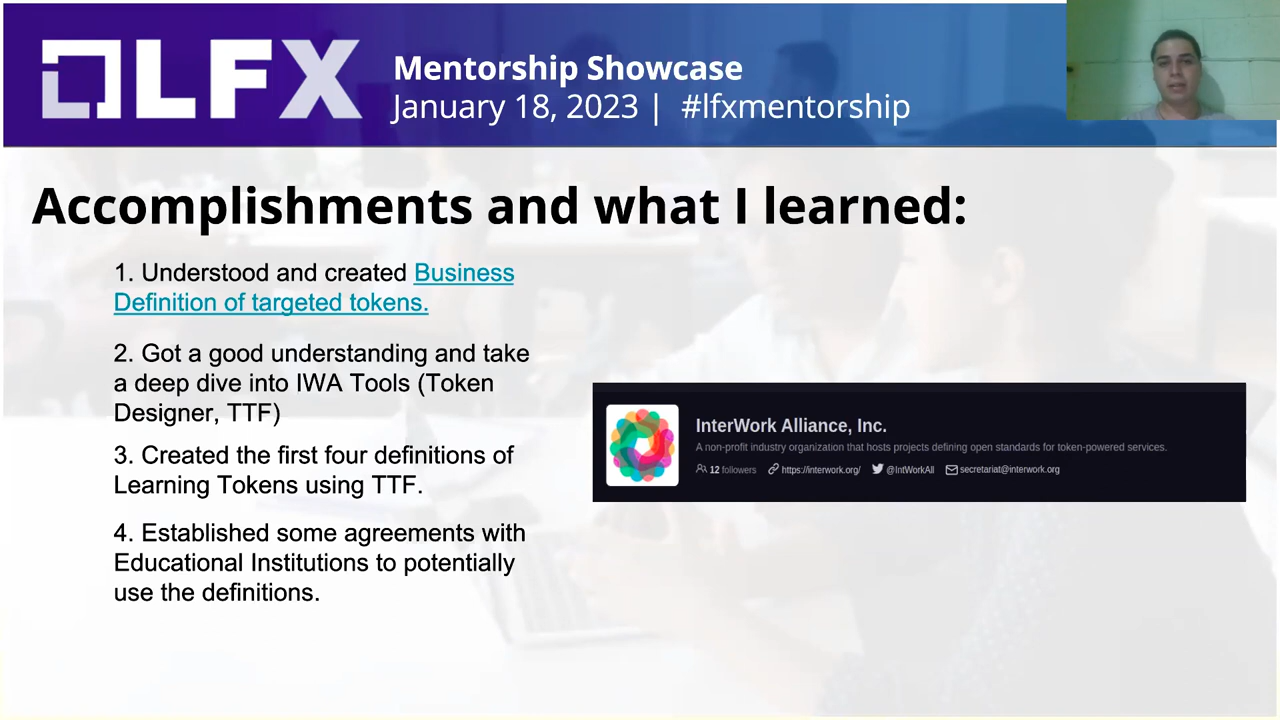 LFX
Mentorship Showcase
January 18, 2023 | #lfxmentorship
Accomplishments and what I learned:
1. Understood and created Business
Definition of targeted tokens.
2. Got a good understanding and take
a deep dive into IWA Tools (Token
Designer, TTF)
3. Created the first four definitions of
Learning Tokens using TTF.
4. Established some agreements with
Educational Institutions to potentially
use the definitions.
InterWork Alliance, Inc.
A non-profit industry organization that hosts projects defining open standards for token-powered services.
12 followers https://interwork.org/ @IntWorkAll secretariat@interwork.org